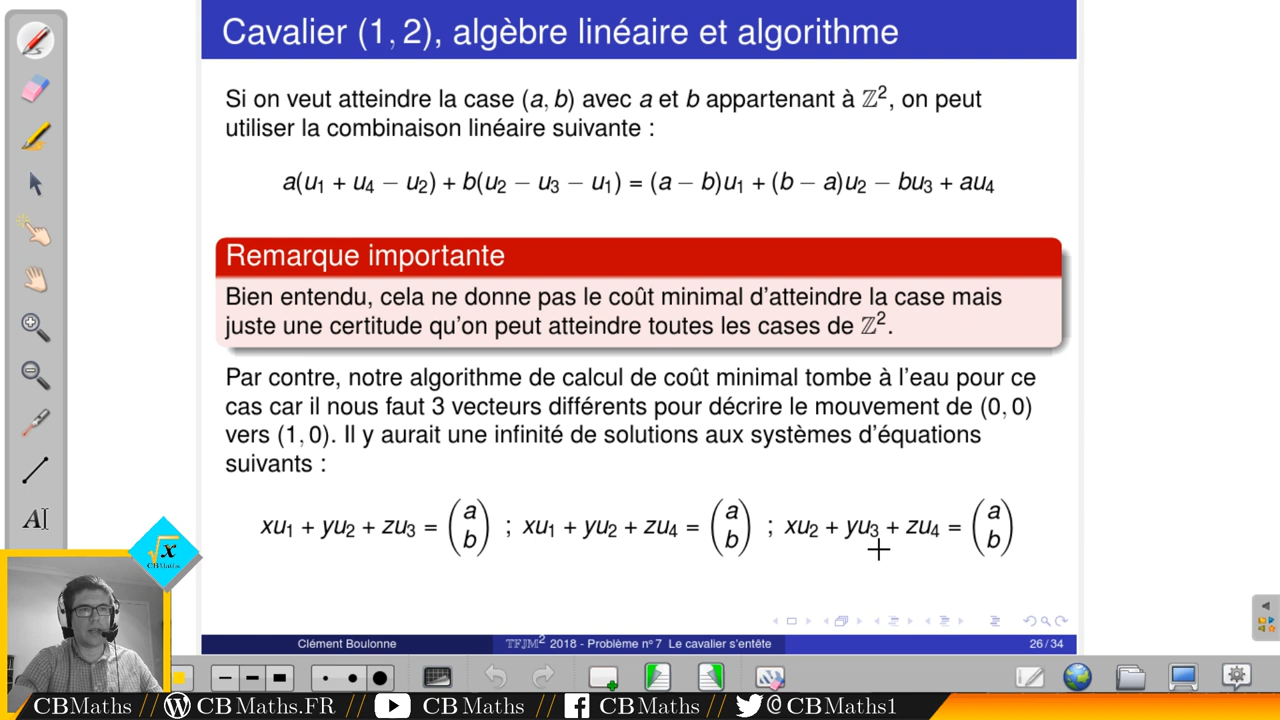 Cavalier (1, 2), algèbre linéaire et algorithme
Si on veut atteindre la case (a, b) avec a et b appartenant à ℤ², on peut
utiliser la combinaison linéaire suivante :
a(u₁ + u₄ − u₂) + b(u₂ − u₃ − u₁) = (a − b)u₁ + (b − a)u₂ − bu₃ + au₄
Remarque importante
Bien entendu, cela ne donne pas le coût minimal d'atteindre la case mais
juste une certitude qu'on peut atteindre toutes les cases de ℤ².
Par contre, notre algorithme de calcul de coût minimal tombe à l'eau pour ce
cas car il nous faut 3 vecteurs différents pour décrire le mouvement de (0, 0)
vers (1, 0). Il y aurait une infinité de solutions aux systèmes d'équations
suivants :
xu₁ + yu₂ + zu₃ = (a b) ; xu₁ + yu₂ + zu₄ = (a b) ; xu₂ + yu₃ + zu₄ = (a b)
AI
√x
CBMaths
Clément Boulonne TFJM² 2018 - Problème n° 7 Le cavalier s'entête 26 / 34
CBMaths // CBMaths.FR // CBMaths // CBMaths // @CBMaths1